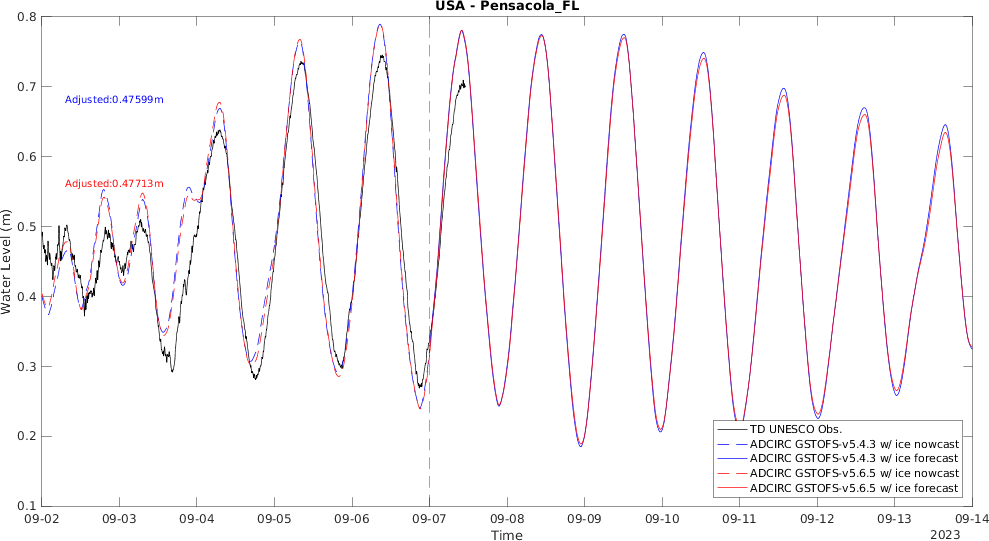 USA - Pensacola_FL
0.8
0.7
0.6
0.5
0.4
0.3
0.2
0.1
Water Level (m)
Adjusted:0.47599m
Adjusted:0.47713m
TD UNESCO Obs.
ADCIRC GSTOFS-v5.4.3 w/ ice nowcast
ADCIRC GSTOFS-v5.4.3 w/ ice forecast
ADCIRC GSTOFS-v5.6.5 w/ ice nowcast
ADCIRC GSTOFS-v5.6.5 w/ ice forecast
09-02 09-03 09-04 09-05 09-06 09-07 09-08 09-09 09-10 09-11 09-12 09-13 09-14
Time
2023